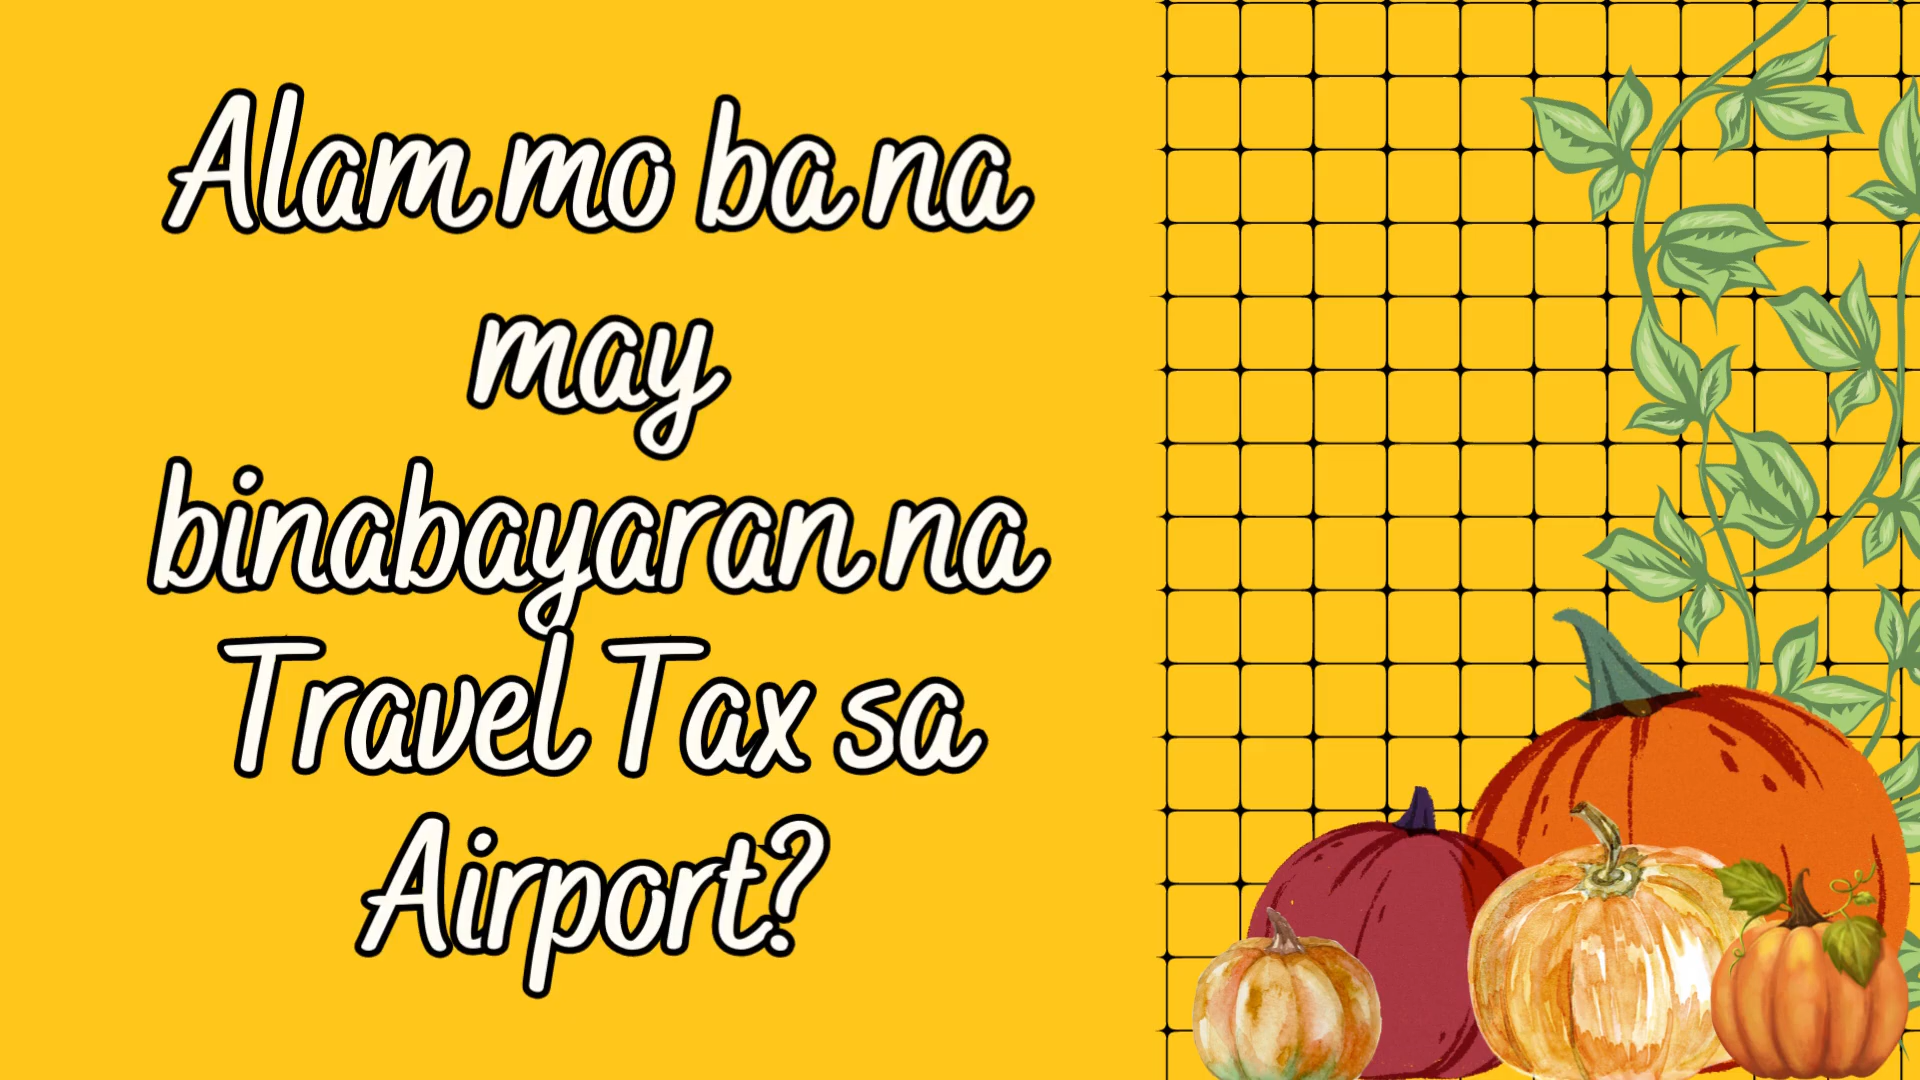 Alam mo ba na
may
binabayaran na
Travel Tax sa
Airport?